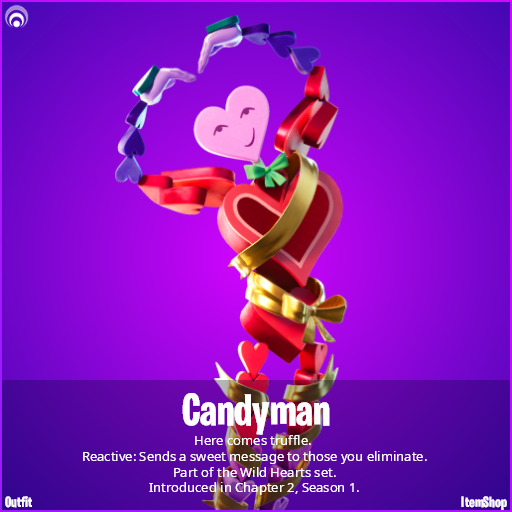 Candyman
Here comes truffle.
Reactive: Sends a sweet message to those you eliminate.
Part of the Wild Hearts set.
Introduced in Chapter 2, Season 1.
Outfit
ItemShop